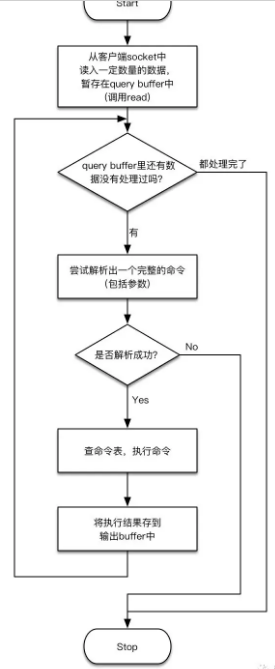 Start
从客户端socket中
读入一定数量的数据，
暂存在query buffer中
（调用read）
query buffer里还有数
据没有处理过吗？
都处理完了
有
尝试解析出一个完整的命令
（包括参数）
是否解析成功？
No
Yes
查命令表，执行命令
将执行结果存到
输出buffer中
Stop